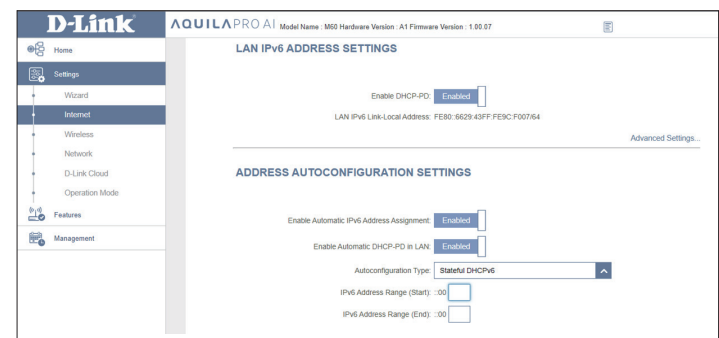 D-Link
AQUILA PRO AI Model Name : M60 Hardware Version : A1 Firmware Version : 1.00.07
Home
Settings
Wizard
Internet
Wireless
Network
D-Link Cloud
Operation Mode
Features
Management
LAN IPv6 ADDRESS SETTINGS
Enable DHCP-PD: Enabled
LAN IPv6 Link-Local Address: FE80::6629:43FF:FE9C:F007/64
Advanced Settings...
ADDRESS AUTOCONFIGURATION SETTINGS
Enable Automatic IPv6 Address Assignment: Enabled
Enable Automatic DHCP-PD in LAN: Enabled
Autoconfiguration Type: Stateful DHCPv6
IPv6 Address Range (Start): ::00
IPv6 Address Range (End): ::00